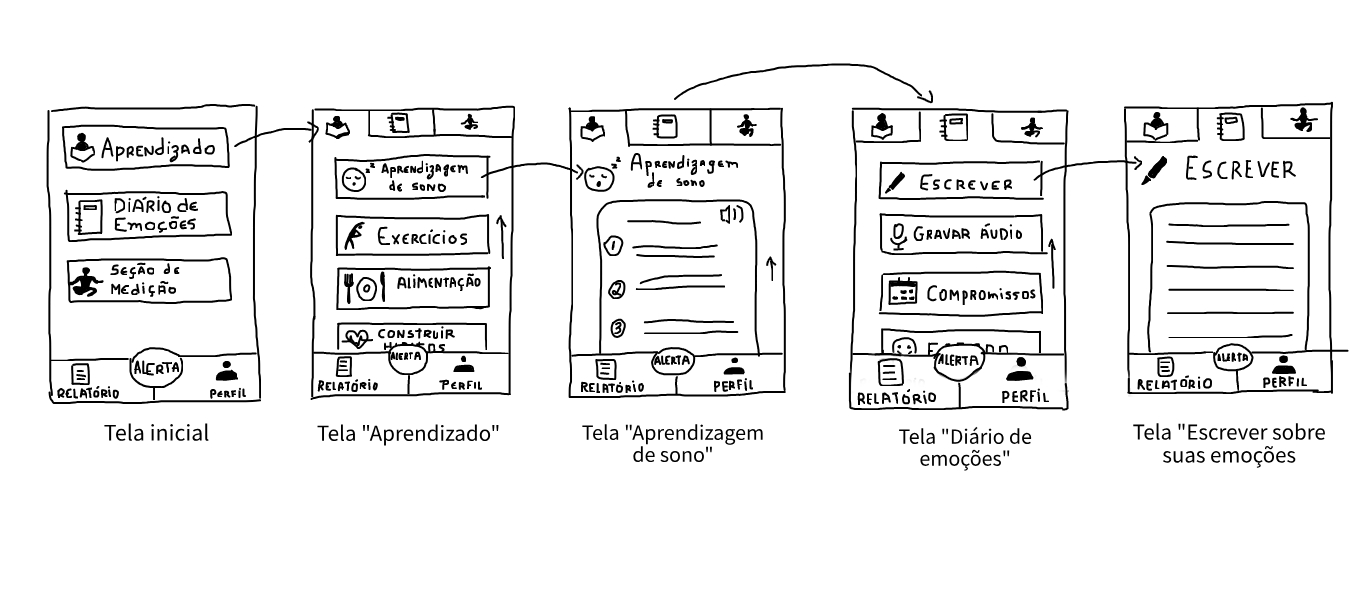 APRENDIZADO
DIÁRIO DE
EMOÇÕES
SEÇÃO DE
MEDIÇÃO
ALERTA
RELATÓRIO
PERFIL
Tela inicial
APRENDIZAGEM
DE SONO
EXERCÍCIOS
ALIMENTAÇÃO
CONSTRUIR
ALERTA
RELATÓRIO
PERFIL
Tela "Aprendizado"
APRENDIZAGEM
DE SONO
1
2
3
ALERTA
RELATÓRIO
PERFIL
Tela "Aprendizagem
de sono"
ESCREVER
GRAVAR ÁUDIO
COMPROMISSOS
ALERTA
RELATÓRIO
PERFIL
Tela "Diário de
emoções"
ESCREVER
ALERTA
RELATÓRIO
PERFIL
Tela "Escrever sobre
suas emoções